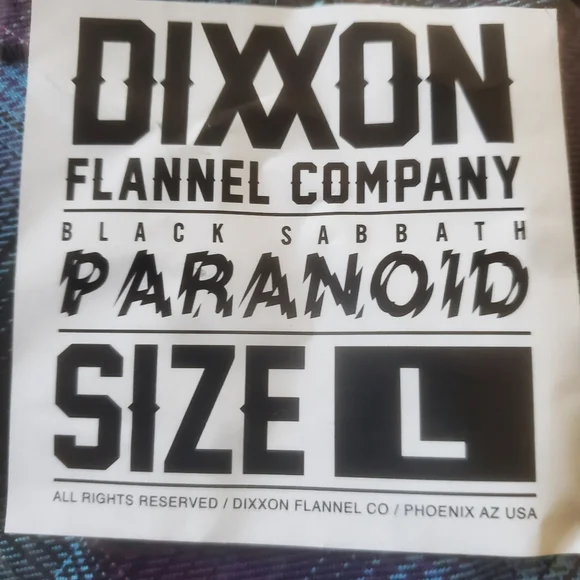 DIXXON
FLANNEL COMPANY
BLACK SABBATH
PARANOID
SIZE L
ALL RIGHTS RESERVED / DIXXON FLANNEL CO / PHOENIX AZ USA